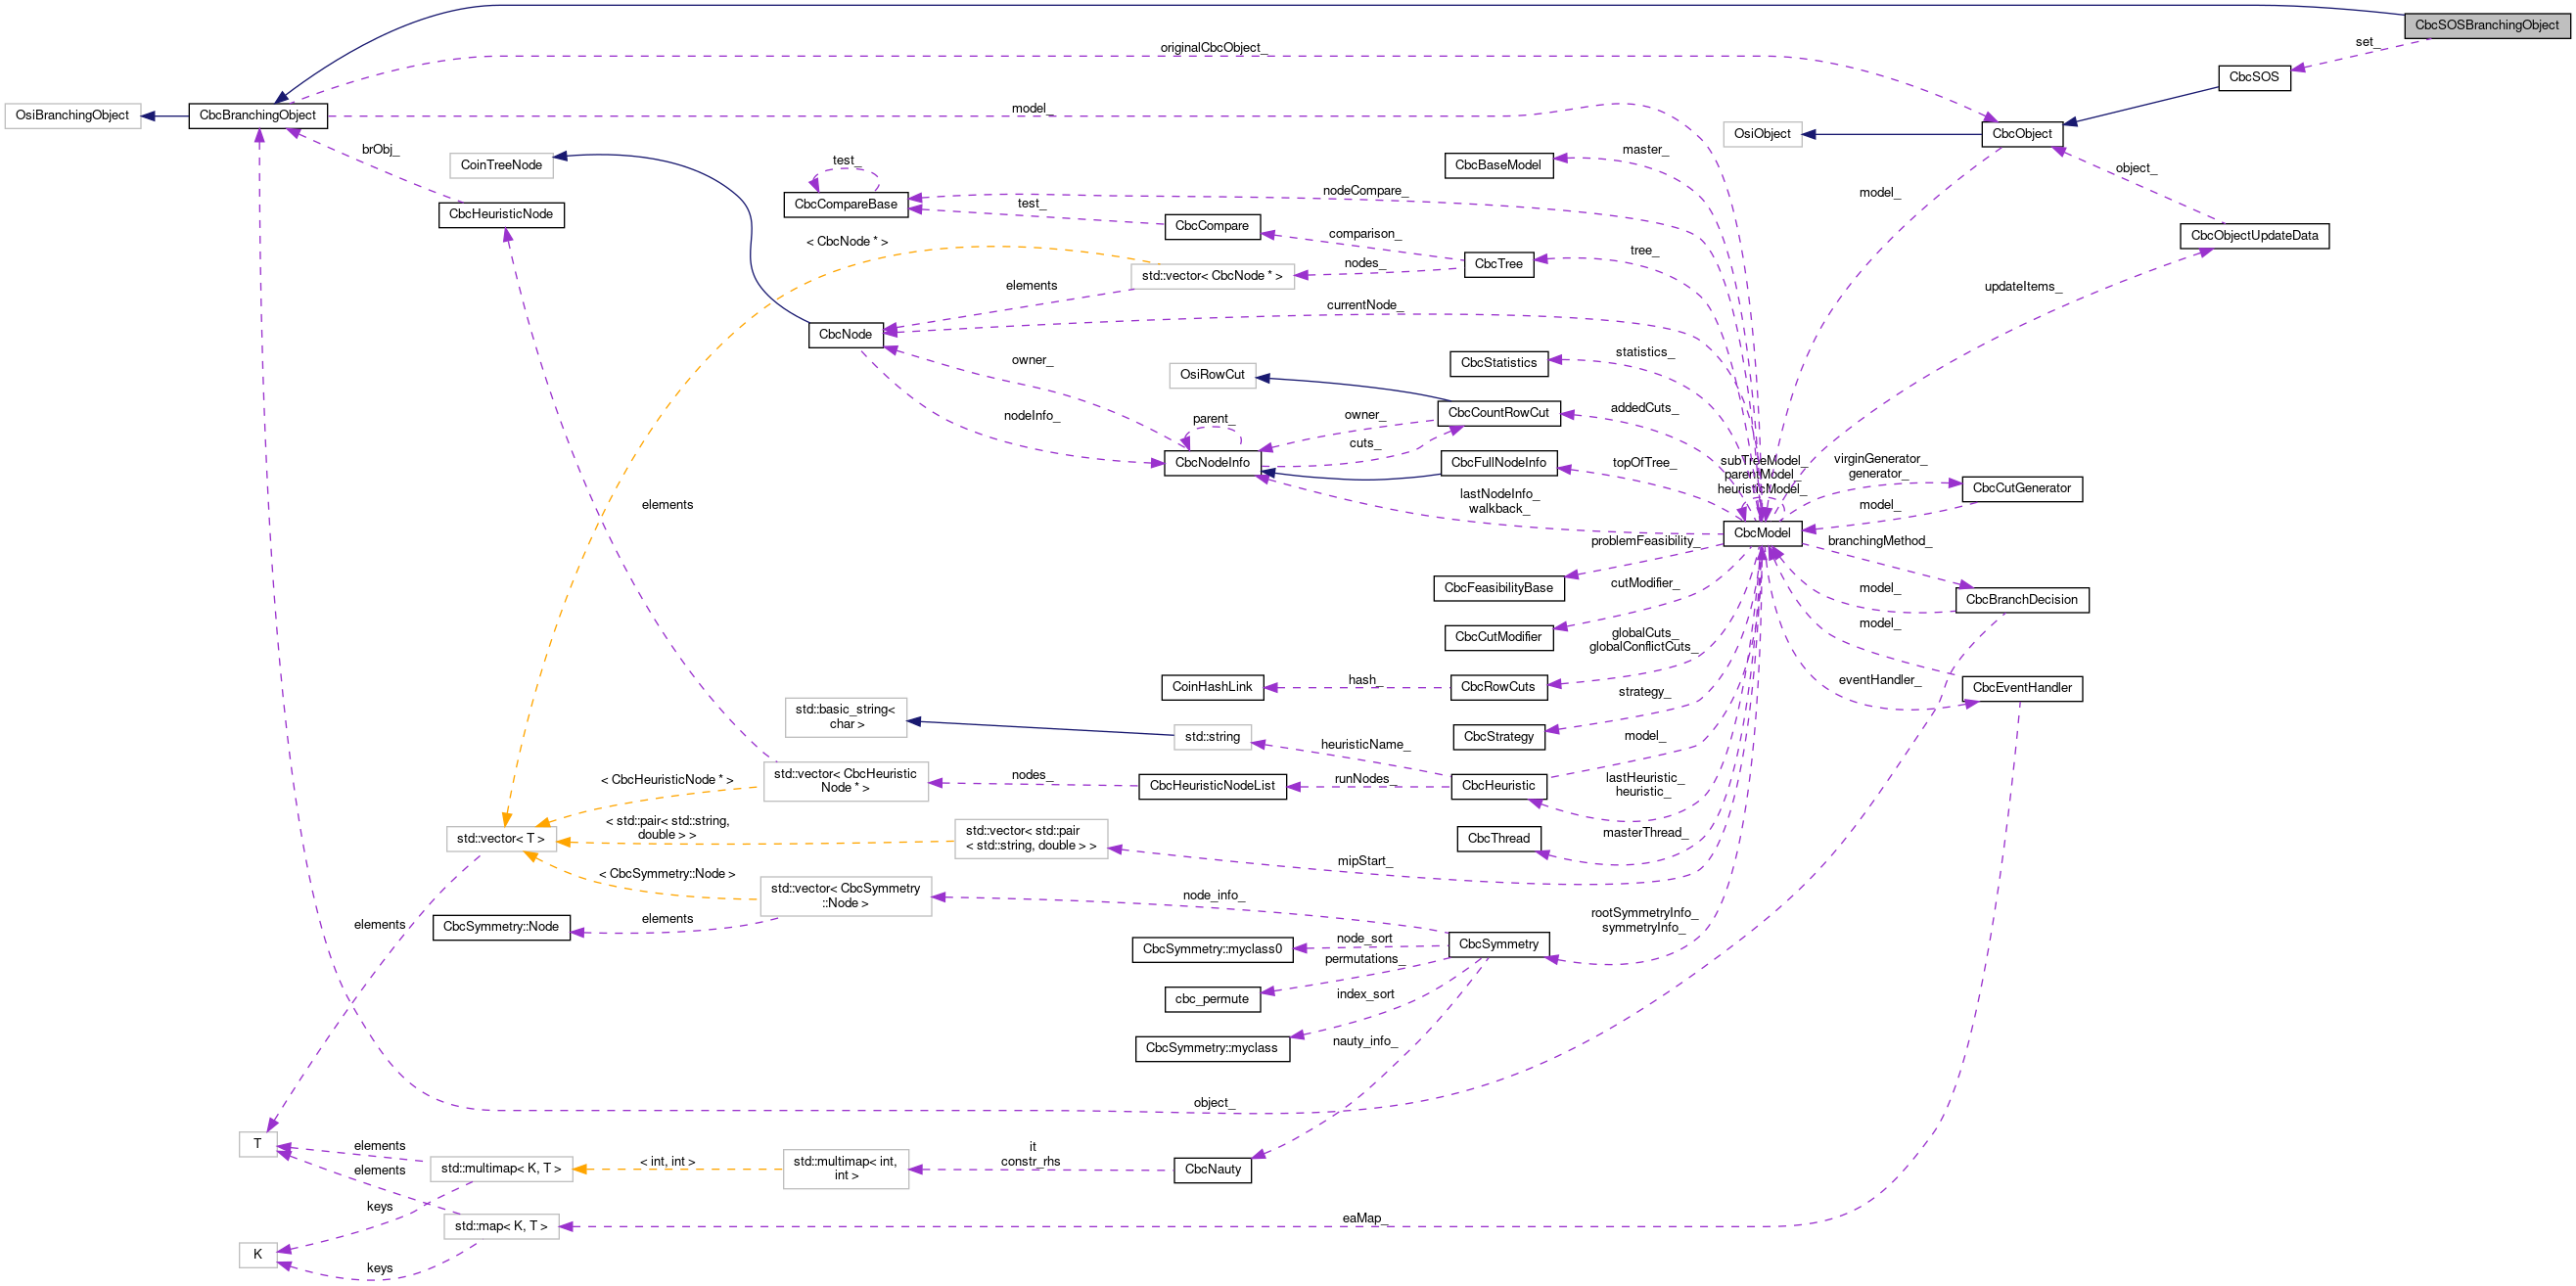 CbcSOSBranchingObject
set_
originalCbcObject_
CbcSOS
model_
OsiBranchingObject
CbcBranchingObject
OsiObject
CbcObject
brObj_
CoinTreeNode
test_
CbcBaseModel
master_
object_
CbcHeuristicNode
CbcCompareBase
nodeCompare_
test_
CbcCompare
model_
CbcObjectUpdateData
< CbcNode * >
comparison_
tree_
std::vector< CbcNode * >
nodes_
CbcTree
elements
updateItems_
currentNode_
CbcNode
owner_
OsiRowCut
CbcStatistics
statistics_
nodeInfo_
parent_
owner_
CbcCountRowCut
addedCuts_
cuts_
CbcNodeInfo
CbcFullNodeInfo
topOfTree_
subTreeModel_
parentModel_
heuristicModel_
virginGenerator_
generator_
CbcCutGenerator
elements
lastNodeInfo_
walkback_
model_
CbcModel
problemFeasibility_
branchingMethod_
CbcFeasibilityBase
cutModifier_
model_
CbcBranchDecision
CbcCutModifier
globalCuts_
globalConflictCuts_
model_
CoinHashLink
hash_
CbcRowCuts
eventHandler_
CbcEventHandler
std::basic_string<
char >
strategy_
std::string
CbcStrategy
heuristicName_
model_
< CbcHeuristicNode * >
std::vector< CbcHeuristic
Node * >
nodes_
CbcHeuristicNodeList
runNodes_
CbcHeuristic
lastHeuristic_
heuristic_
std::vector< T >
< std::pair< std::string,
double > >
std::vector< std::pair
< std::string, double > >
CbcThread
masterThread_
mipStart_
< CbcSymmetry::Node >
std::vector< CbcSymmetry
::Node >
node_info_
elements
CbcSymmetry::Node
elements
rootSymmetryInfo_
symmetryInfo_
CbcSymmetry::myclass0
node_sort
CbcSymmetry
permutations_
cbc_permute
index_sort
CbcSymmetry::myclass
nauty_info_
object_
T
elements
elements
std::multimap< K, T >
< int, int >
std::multimap< int,
int >
it
constr_rhs
CbcNauty
keys
std::map< K, T >
eaMap_
K
keys